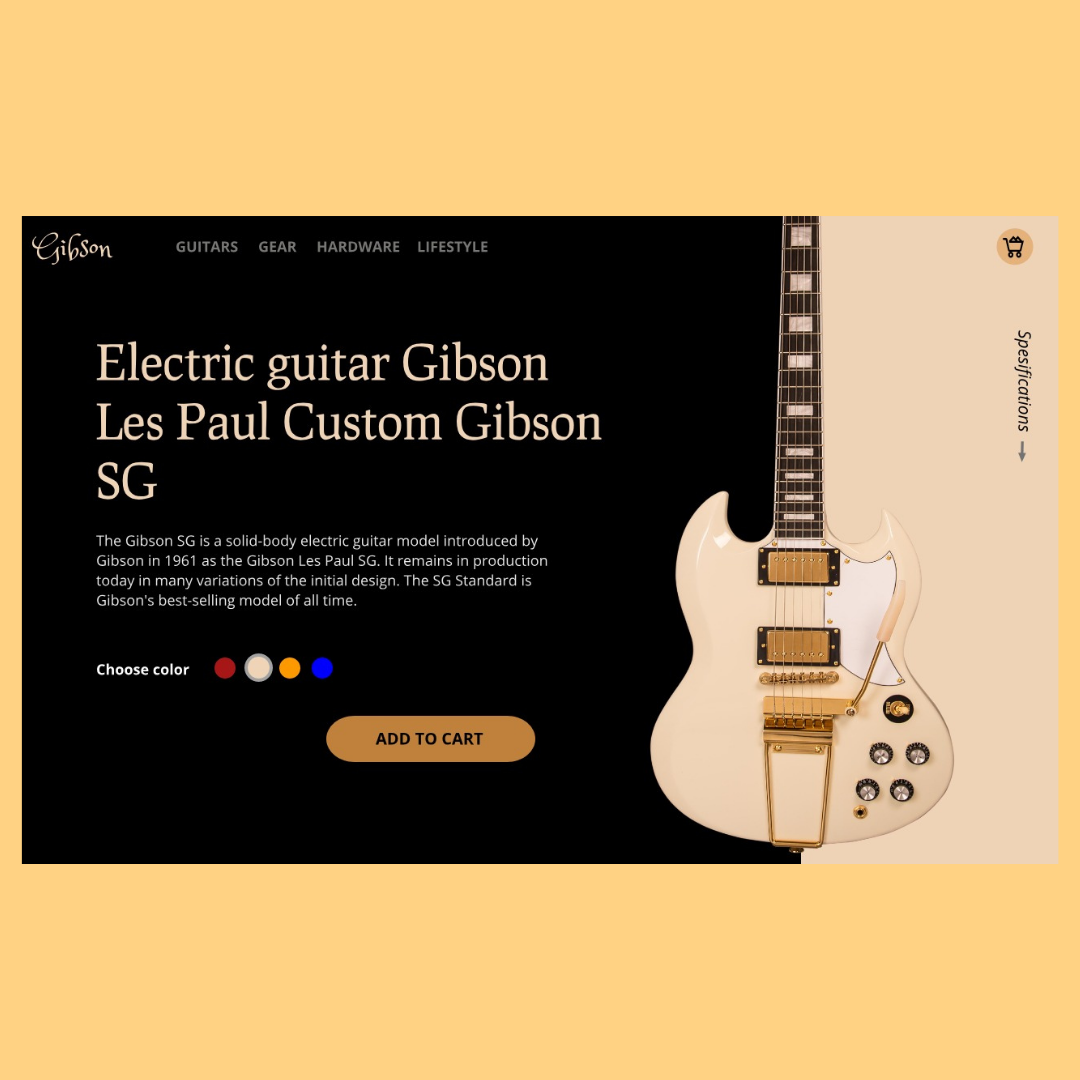 Gibson
GUITARS GEAR HARDWARE LIFESTYLE
Electric guitar Gibson
Les Paul Custom Gibson
SG
The Gibson SG is a solid-body electric guitar model introduced by
Gibson in 1961 as the Gibson Les Paul SG. It remains in production
today in many variations of the initial design. The SG Standard is
Gibson's best-selling model of all time.
Choose color
ADD TO CART
Spesifications